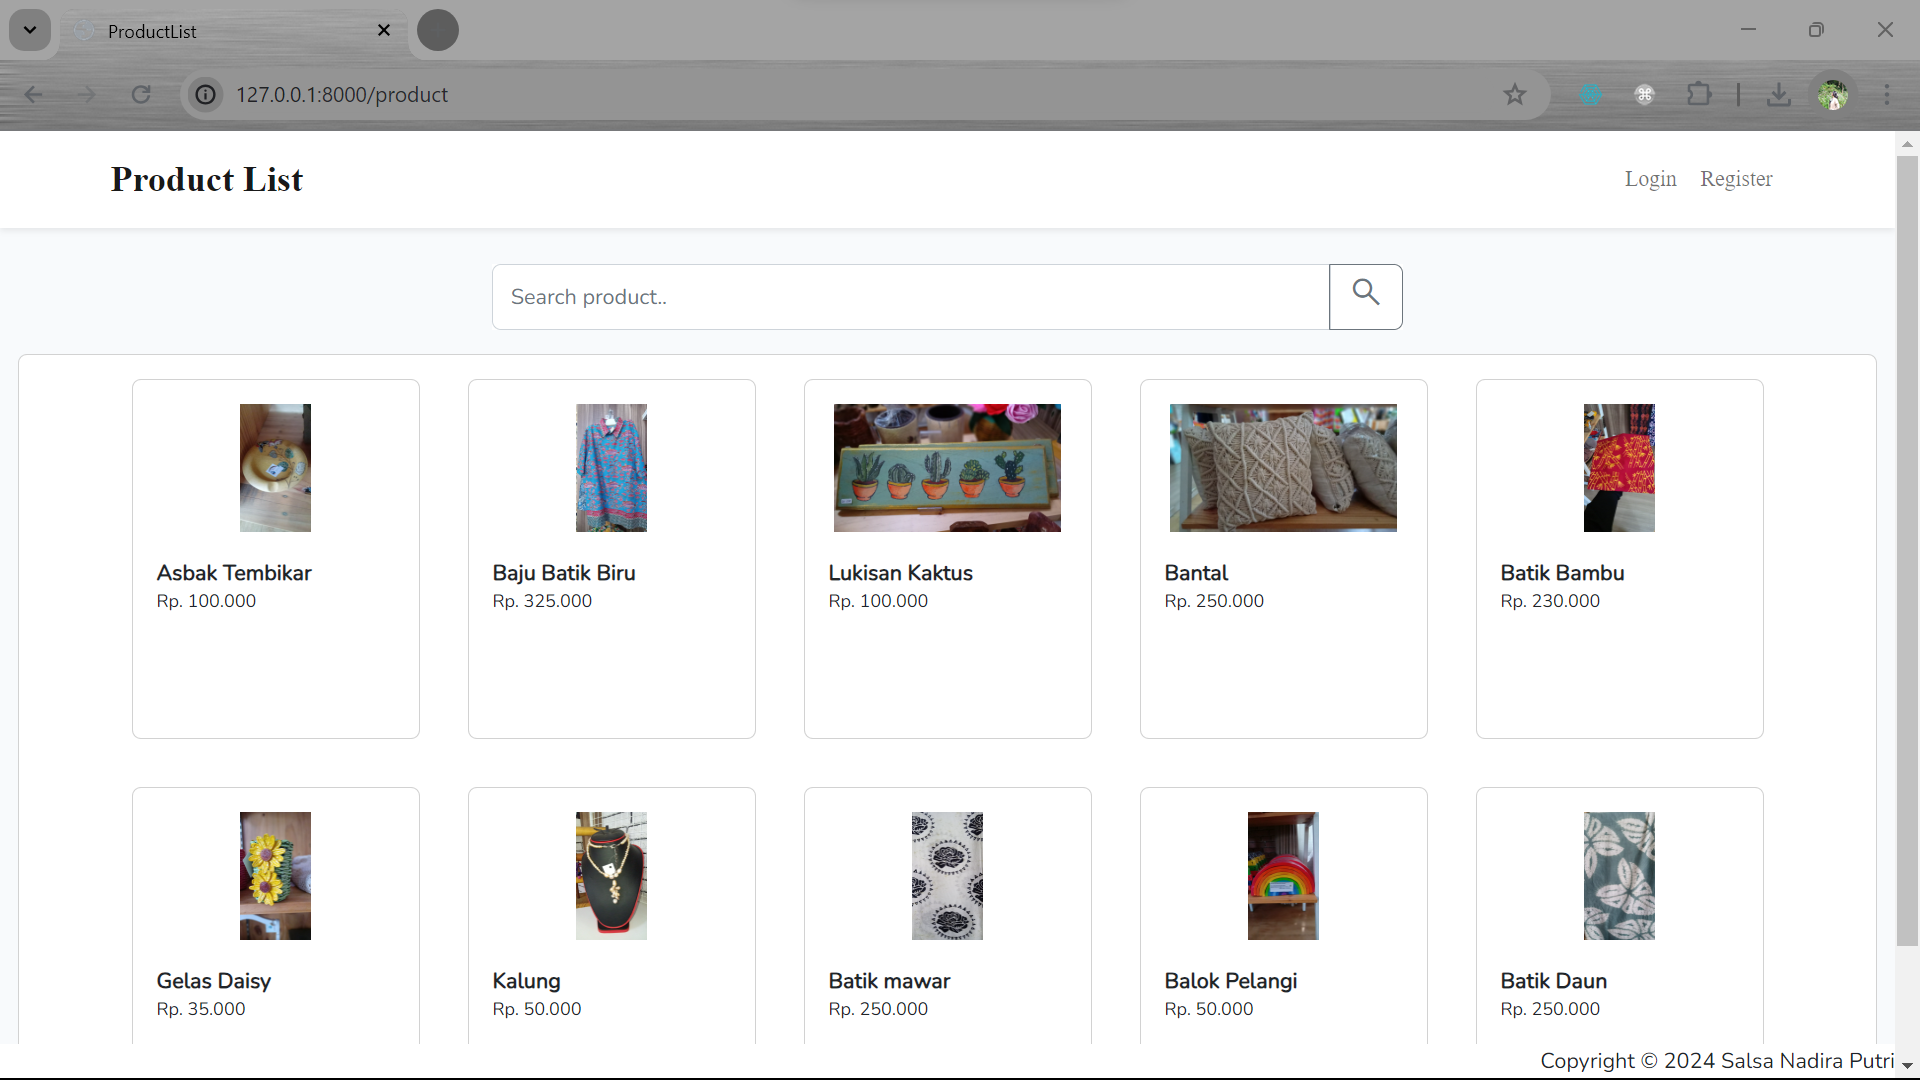 ProductList
127.0.0.1:8000/product
Product List
Login Register
Search product..
Asbak Tembikar
Rp. 100.000
Baju Batik Biru
Rp. 325.000
Lukisan Kaktus
Rp. 100.000
Bantal
Rp. 250.000
Batik Bambu
Rp. 230.000
Gelas Daisy
Rp. 35.000
Kalung
Rp. 50.000
Batik mawar
Rp. 250.000
Balok Pelangi
Rp. 50.000
Batik Daun
Rp. 250.000
Copyright © 2024 Salsa Nadira Putri